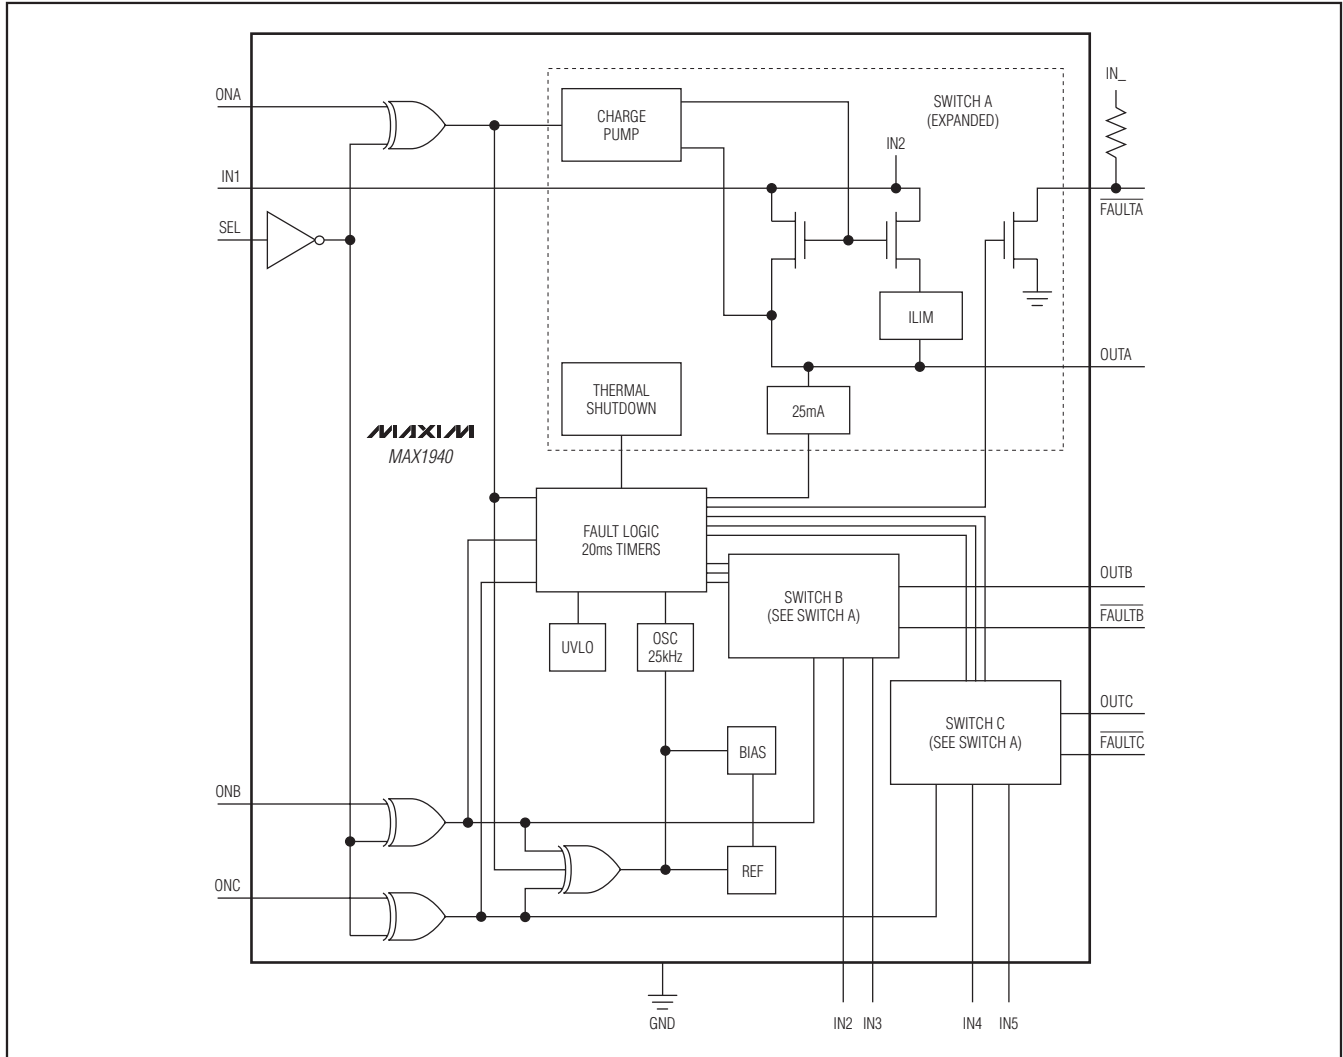 IN_
ONA
CHARGE
PUMP
SWITCH A
(EXPANDED)
IN2
IN1
FAULTA
SEL
ILIM
OUTA
THERMAL
SHUTDOWN
25mA
MAXIM
MAX1940
FAULT LOGIC
20ms TIMERS
OUTB
SWITCH B
(SEE SWITCH A)
FAULTB
UVLO
OSC
25kHz
OUTC
SWITCH C
(SEE SWITCH A)
FAULTC
BIAS
ONB
REF
ONC
GND
IN2
IN3
IN4
IN5